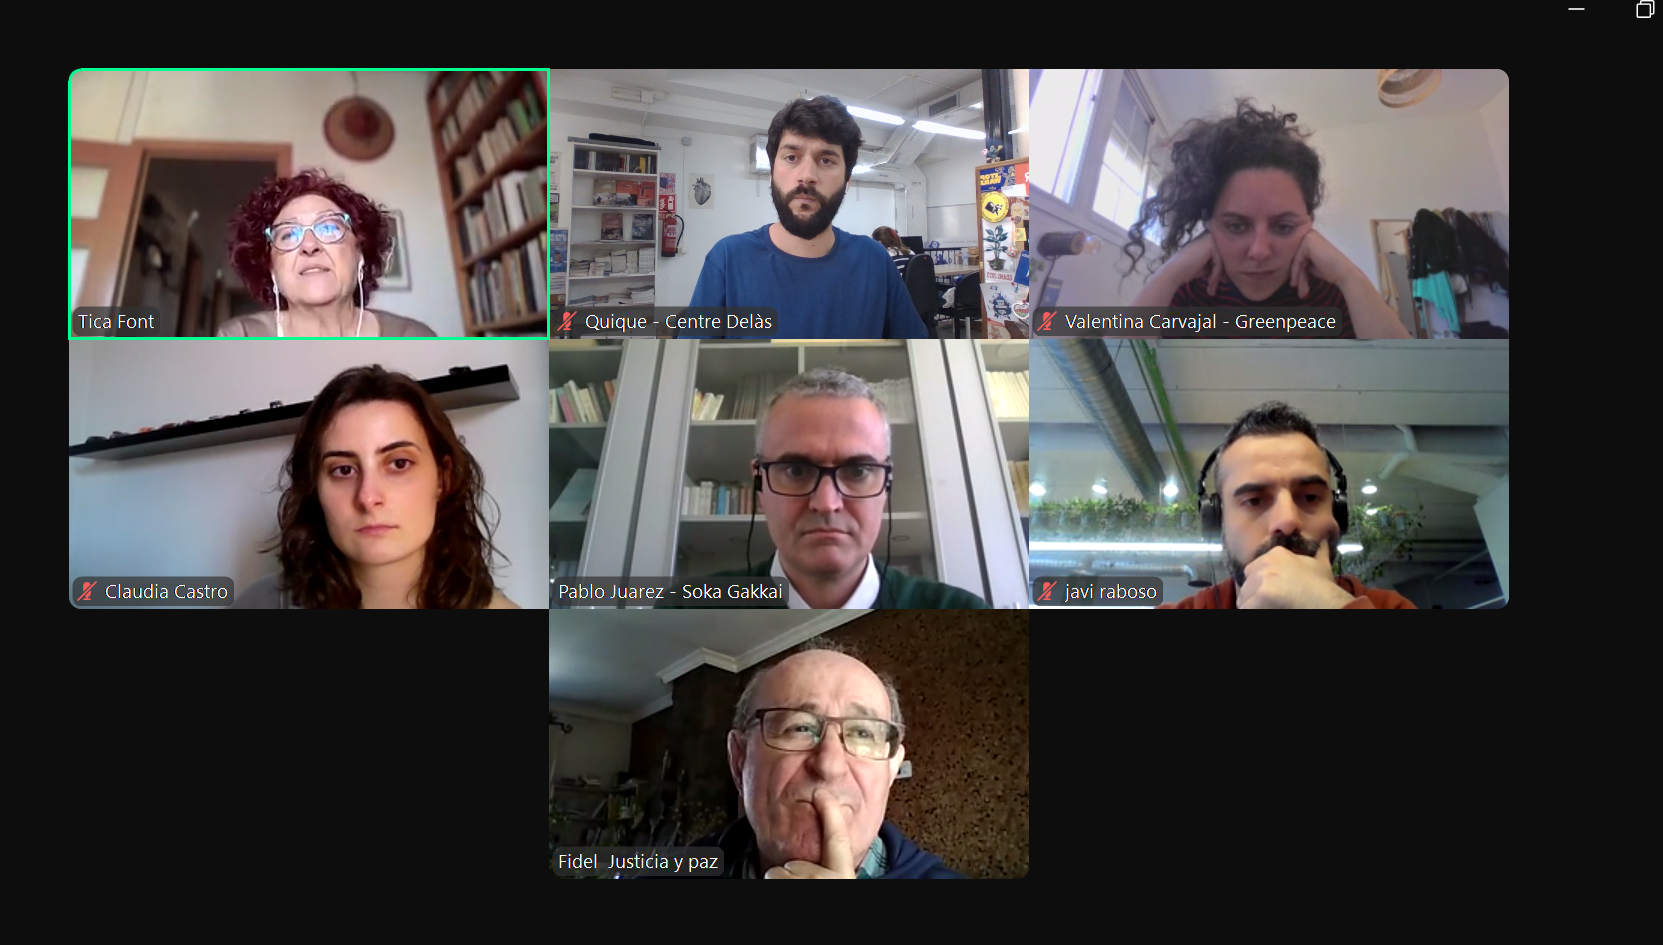 Tica Font
Quique - Centre Delàs
Valentina Carvajal - Greenpeace
Claudia Castro
Pablo Juarez - Soka Gakkai
javi raboso
Fidel Justicia y paz